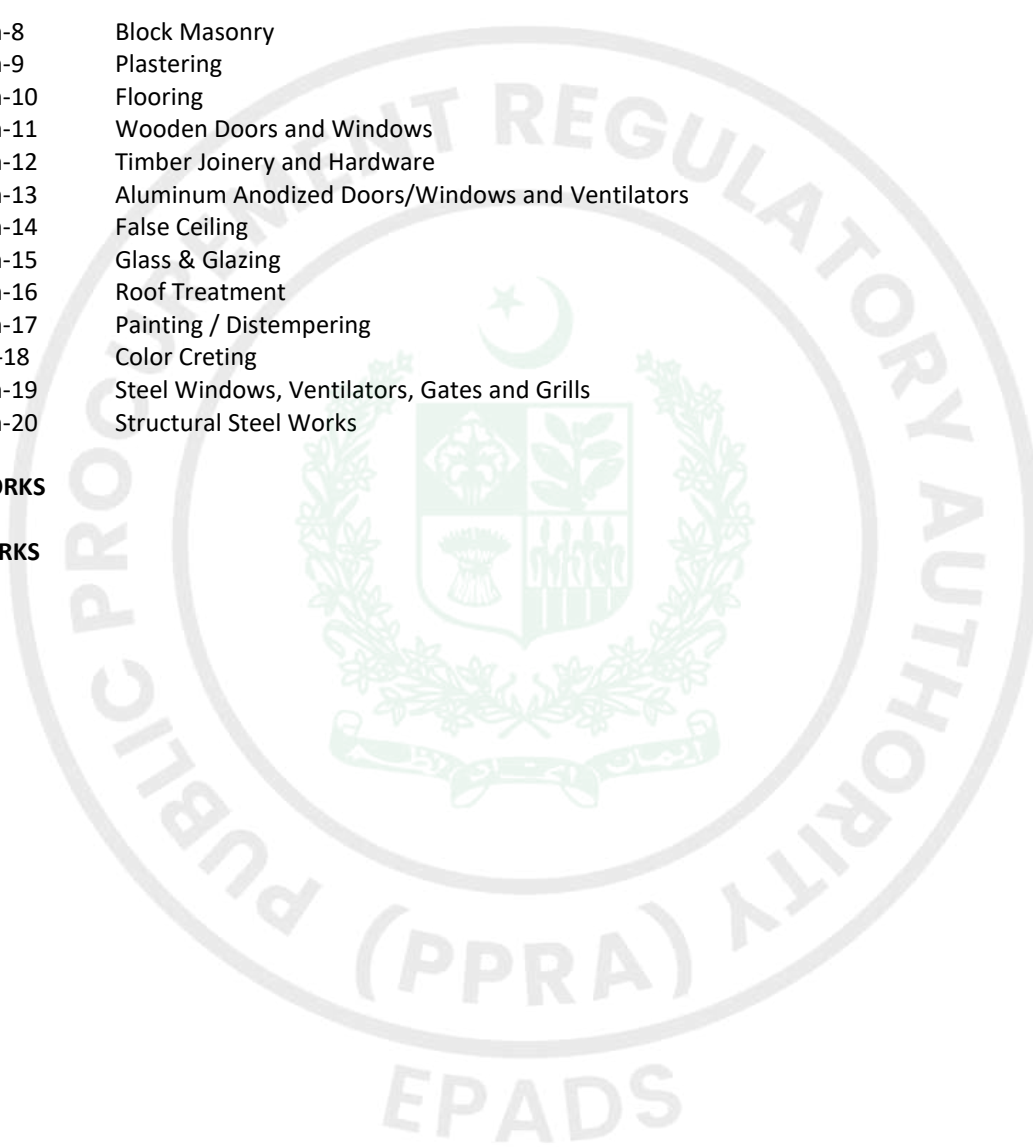 n-8 Block Masonry
n-9 Plastering
n-10 Flooring
n-11 Wooden Doors and Windows
n-12 Timber Joinery and Hardware
n-13 Aluminum Anodized Doors/Windows and Ventilators
n-14 False Ceiling
n-15 Glass & Glazing
n-16 Roof Treatment
n-17 Painting / Distempering
-18 Color Creting
n-19 Steel Windows, Ventilators, Gates and Grills
n-20 Structural Steel Works
ORKS
RKS
PUBLIC PROCUREMENT REGULATORY AUTHORITY
(PPRA)
EPADS